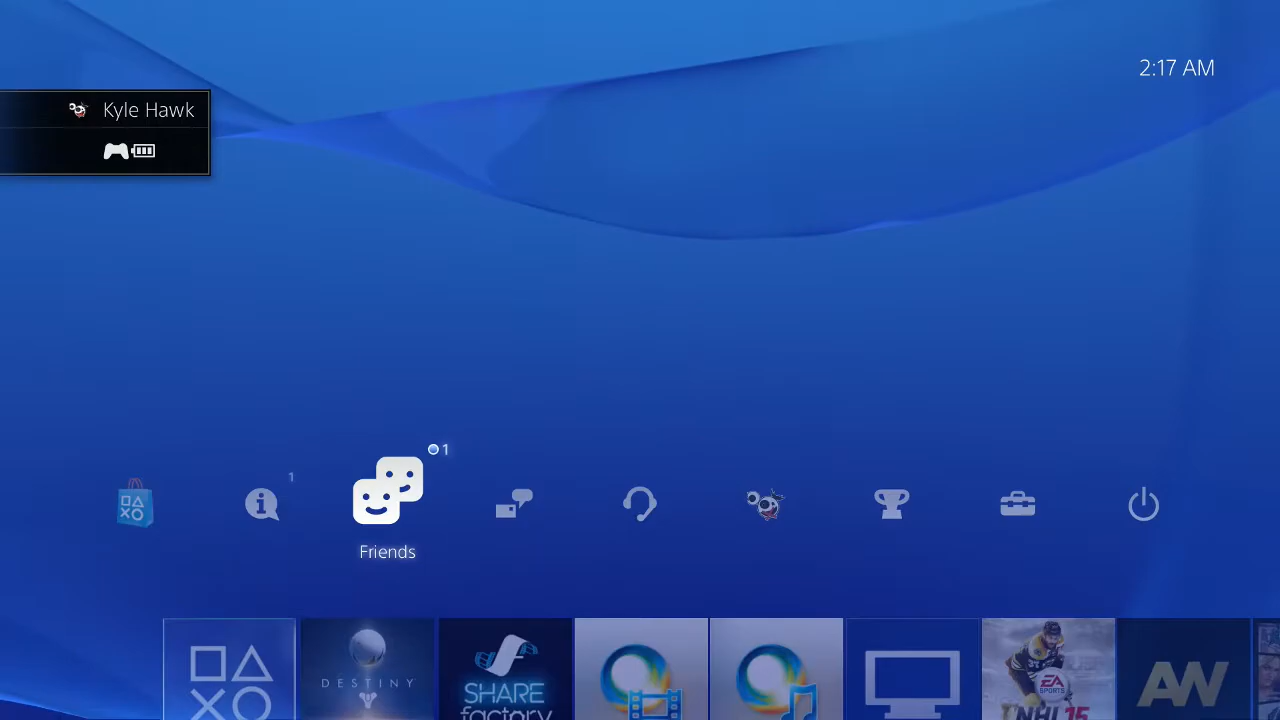 2:17 AM
Kyle Hawk
1
1
Friends
DESTINY
SHARE
factory
EA
SPORTS
NHL 15
AW